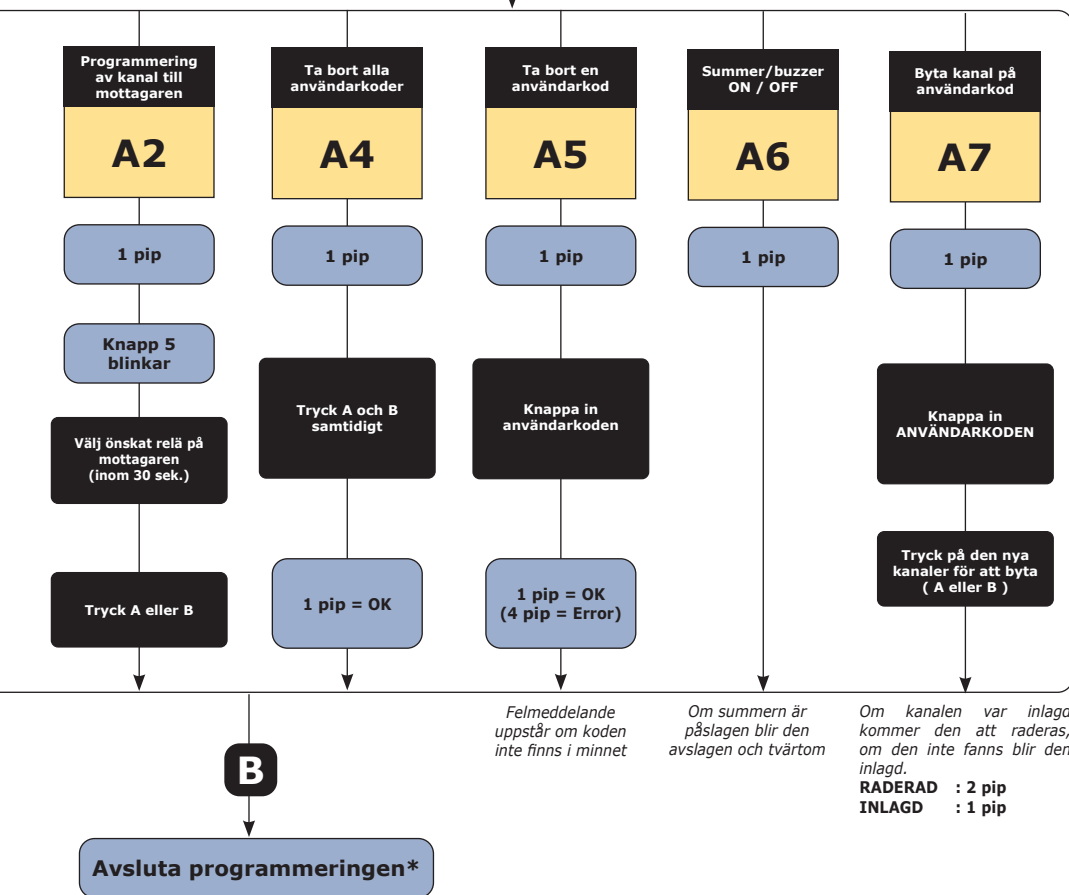 Programmering
av kanal till
mottagaren
A2
1 pip
Knapp 5
blinkar
Välj önskat relä på
mottagaren
(inom 30 sek.)
Tryck A eller B
Ta bort alla
användarkoder
A4
1 pip
Tryck A och B
samtidigt
1 pip = OK
Ta bort en
användarkod
A5
1 pip
Knappa in
användarkoden
1 pip = OK
(4 pip = Error)
Felmeddelande
uppstår om koden
inte finns i minnet
Summer/buzzer
ON / OFF
A6
1 pip
Om summern är
påslagen blir den
avslagen och tvärtom
Byta kanal på
användarkod
A7
1 pip
Knappa in
ANVÄNDARKODEN
Tryck på den nya
kanaler för att byta
( A eller B )
Om kanalen var inlagd
kommer den att raderas,
om den inte fanns blir den
inlagd.
RADERAD : 2 pip
INLAGD : 1 pip
B
Avsluta programmeringen*